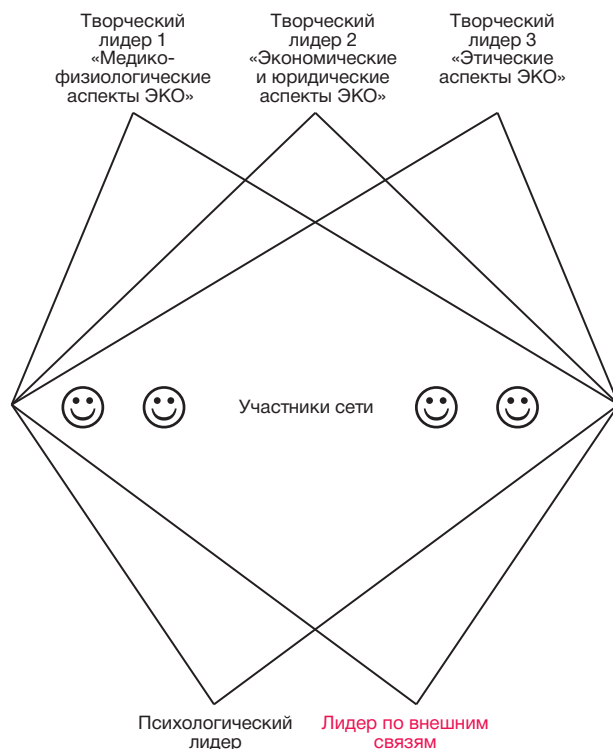 Творческий
лидер 1
«Медико-
физиологические
аспекты ЭКО»
Творческий
лидер 2
«Экономические
и юридические
аспекты ЭКО»
Творческий
лидер 3
«Этические
аспекты ЭКО»
Участники сети
Психологический
лидер
Лидер по внешним
связям